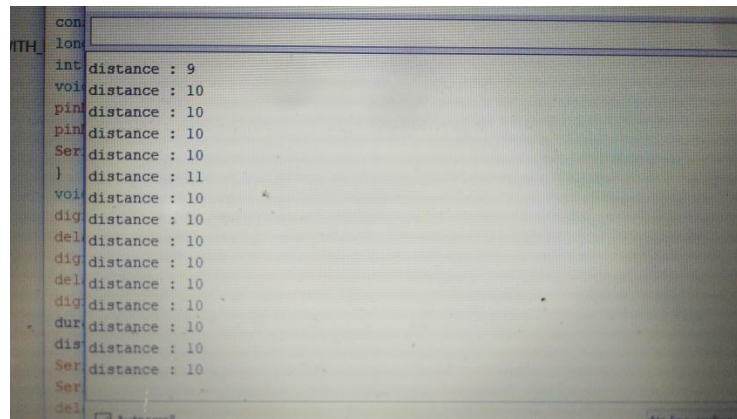 ITH_
con
lon
int
voi
pin
pin
Ser
}
voi
dig
del
dig
del
dig
dur
dis
Ser
Ser
del
distance : 9
distance : 10
distance : 10
distance : 10
distance : 10
distance : 11
distance : 10
distance : 10
distance : 10
distance : 10
distance : 10
distance : 10
distance : 10
distance : 10
distance : 10